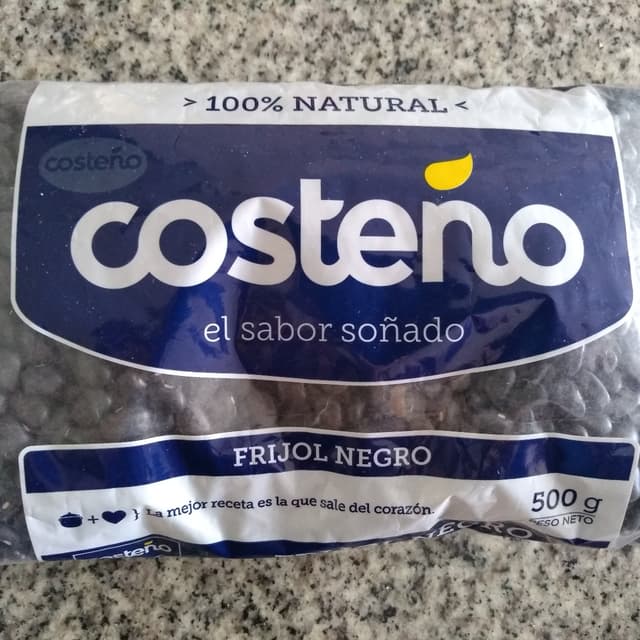 > 100% NATURAL <
costeño
costeño
el sabor soñado
FRIJOL NEGRO
+ } La mejor receta es la que sale del corazón.
500 g
PESO NETO
costeño